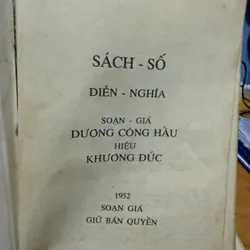 SÁCH - SỐ
DIỄN - NGHĨA
SOẠN - GIẢ
DƯƠNG CÔNG HẦU
HIỆU
KHƯƠNG ĐỨC
1952
SOẠN GIẢ
GIỮ BẢN QUYỀN